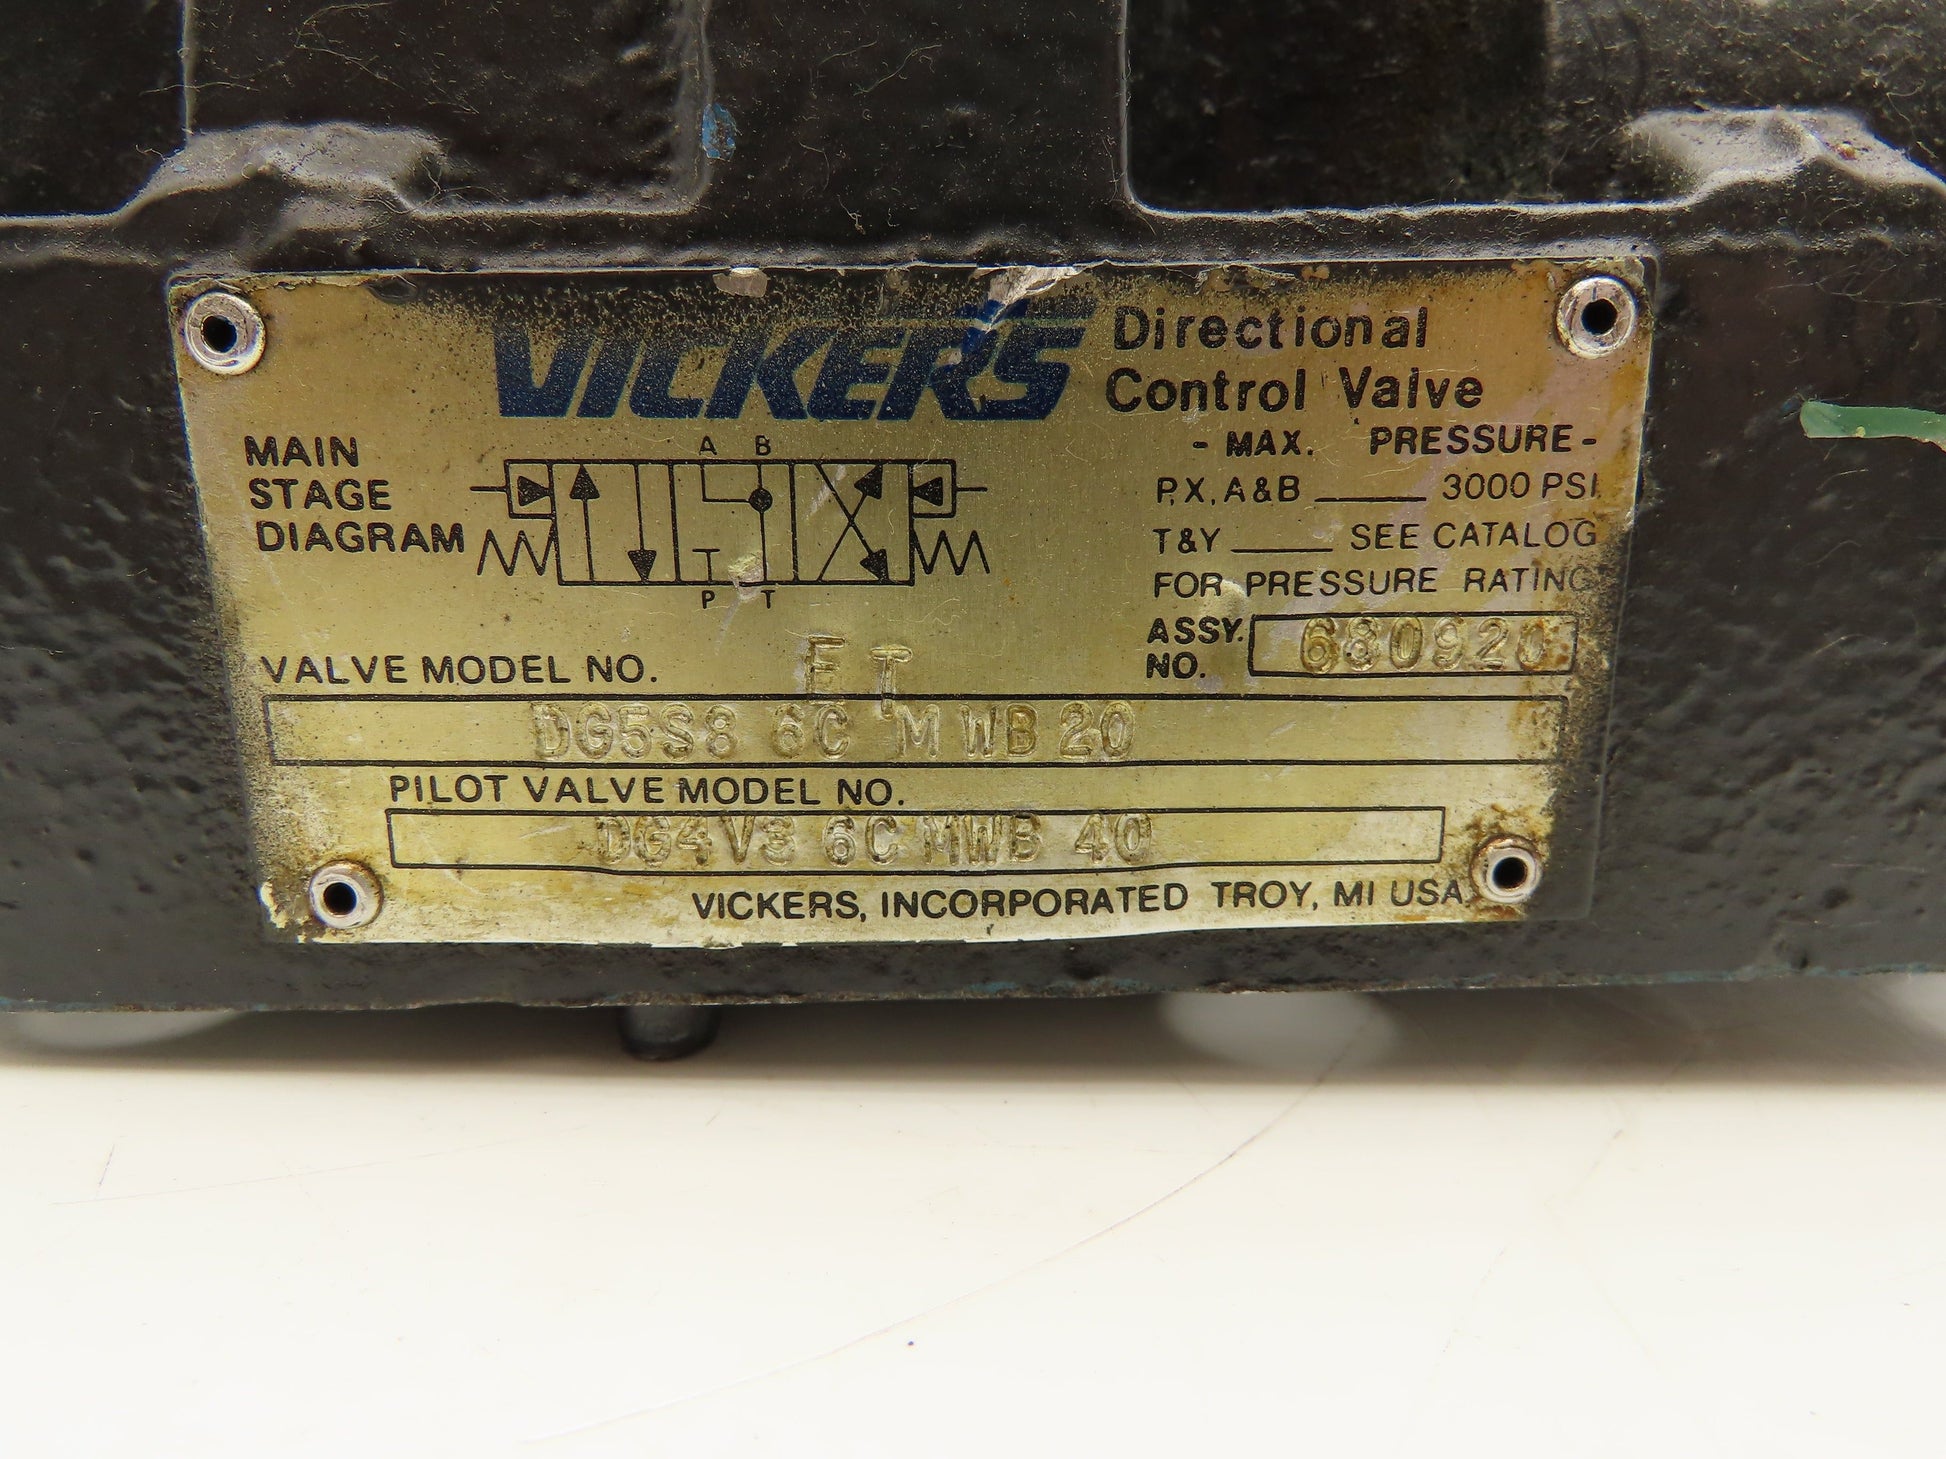 VICKERS Directional
Control Valve
MAIN
STAGE
DIAGRAM
A B
T
P T
- MAX. PRESSURE -
P, X, A & B ______ 3000 PSI
T & Y ______ SEE CATALOG
FOR PRESSURE RATING
ASSY. NO. 680920
VALVE MODEL NO.
E T
DG5S8 6C M WB 20
PILOT VALVE MODEL NO.
DG4V3 6C MWB 40
VICKERS, INCORPORATED TROY, MI USA